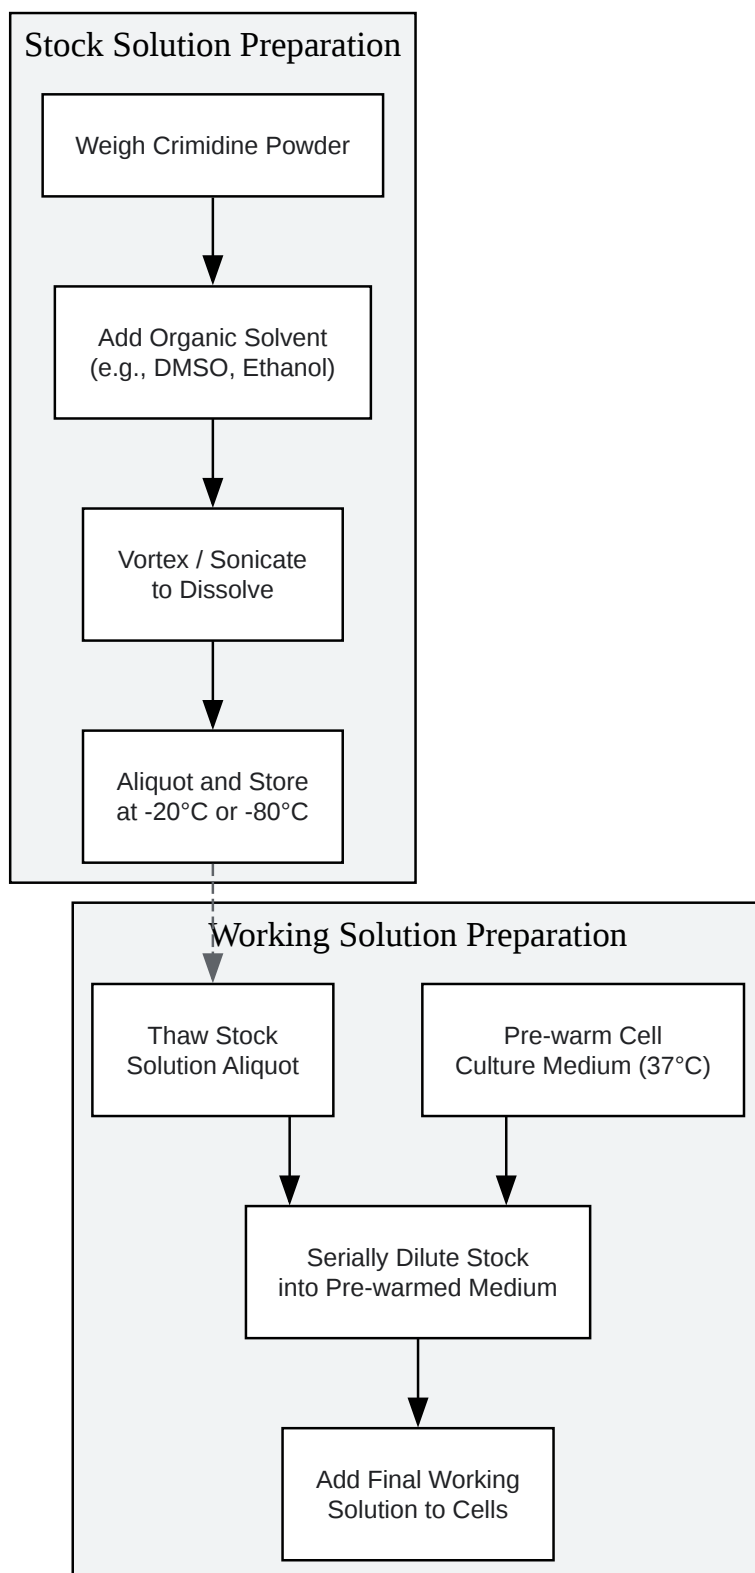 Stock Solution Preparation
Weigh Crimidine Powder
Add Organic Solvent
(e.g., DMSO, Ethanol)
Vortex / Sonicate
to Dissolve
Aliquot and Store
at -20°C or -80°C
Working Solution Preparation
Thaw Stock
Solution Aliquot
Pre-warm Cell
Culture Medium (37°C)
Serially Dilute Stock
into Pre-warmed Medium
Add Final Working
Solution to Cells